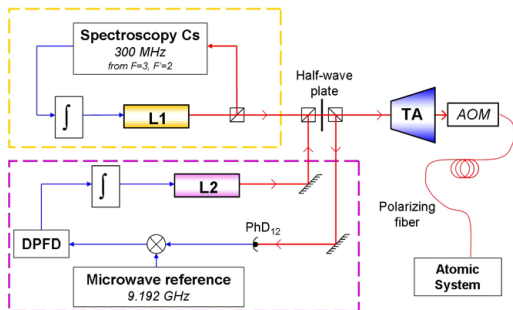 Spectroscopy Cs
300 MHz
from F=3, F'=2
∫
L1
Half-wave
plate
TA
AOM
∫
L2
Polarizing
fiber
PhD12
DPFD
Microwave reference
9.192 GHz
Atomic
System